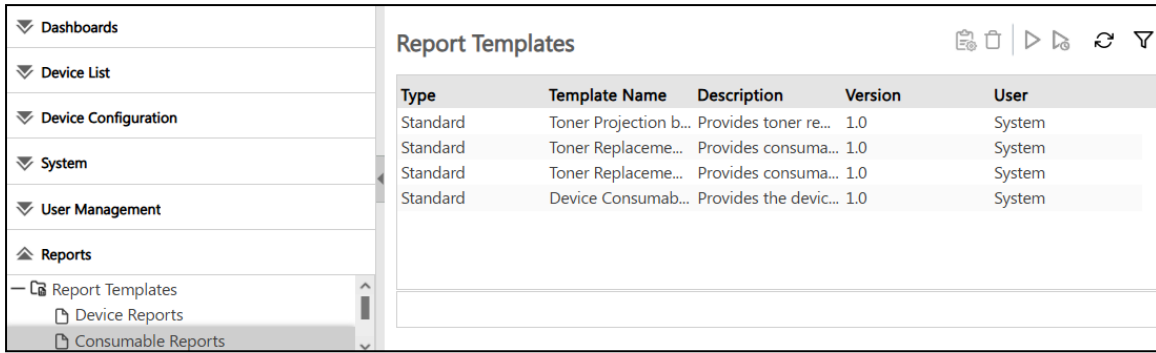 Dashboards
Device List
Device Configuration
System
User Management
Reports
Report Templates
Device Reports
Consumable Reports
Report Templates
Type Template Name Description Version User
Standard Toner Projection b... Provides toner re... 1.0 System
Standard Toner Replaceme... Provides consuma... 1.0 System
Standard Toner Replaceme... Provides consuma... 1.0 System
Standard Device Consumab... Provides the devic... 1.0 System